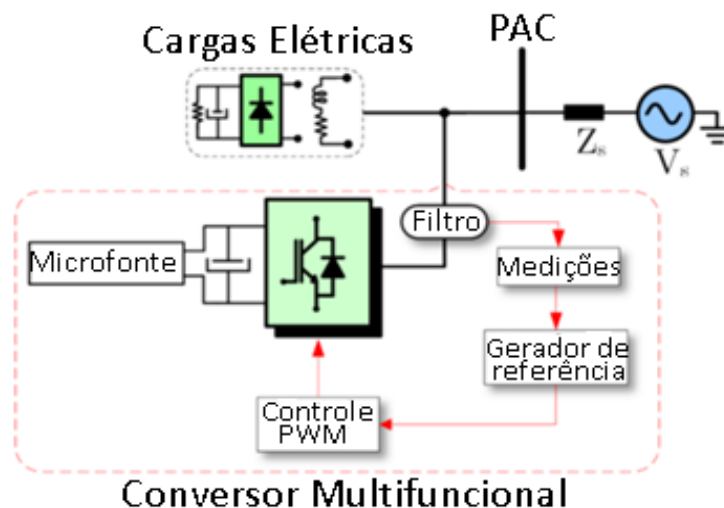 Cargas Elétricas
PAC
Zs
Vs
Filtro
Microfonte
Medições
Gerador de
referência
Controle
PWM
Conversor Multifuncional